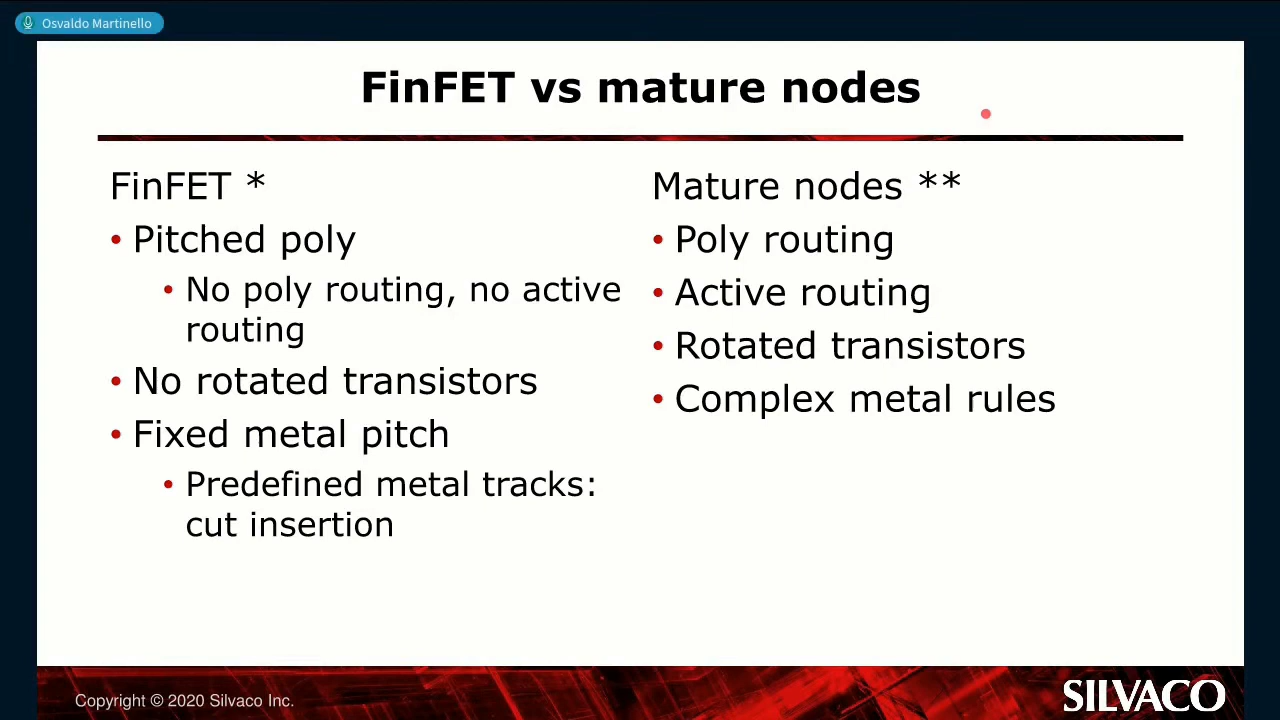 Osvaldo Martinello
FinFET vs mature nodes
FinFET *
• Pitched poly
• No poly routing, no active
routing
• No rotated transistors
• Fixed metal pitch
• Predefined metal tracks:
cut insertion
Mature nodes **
• Poly routing
• Active routing
• Rotated transistors
• Complex metal rules
Copyright © 2020 Silvaco Inc.
SILVACO